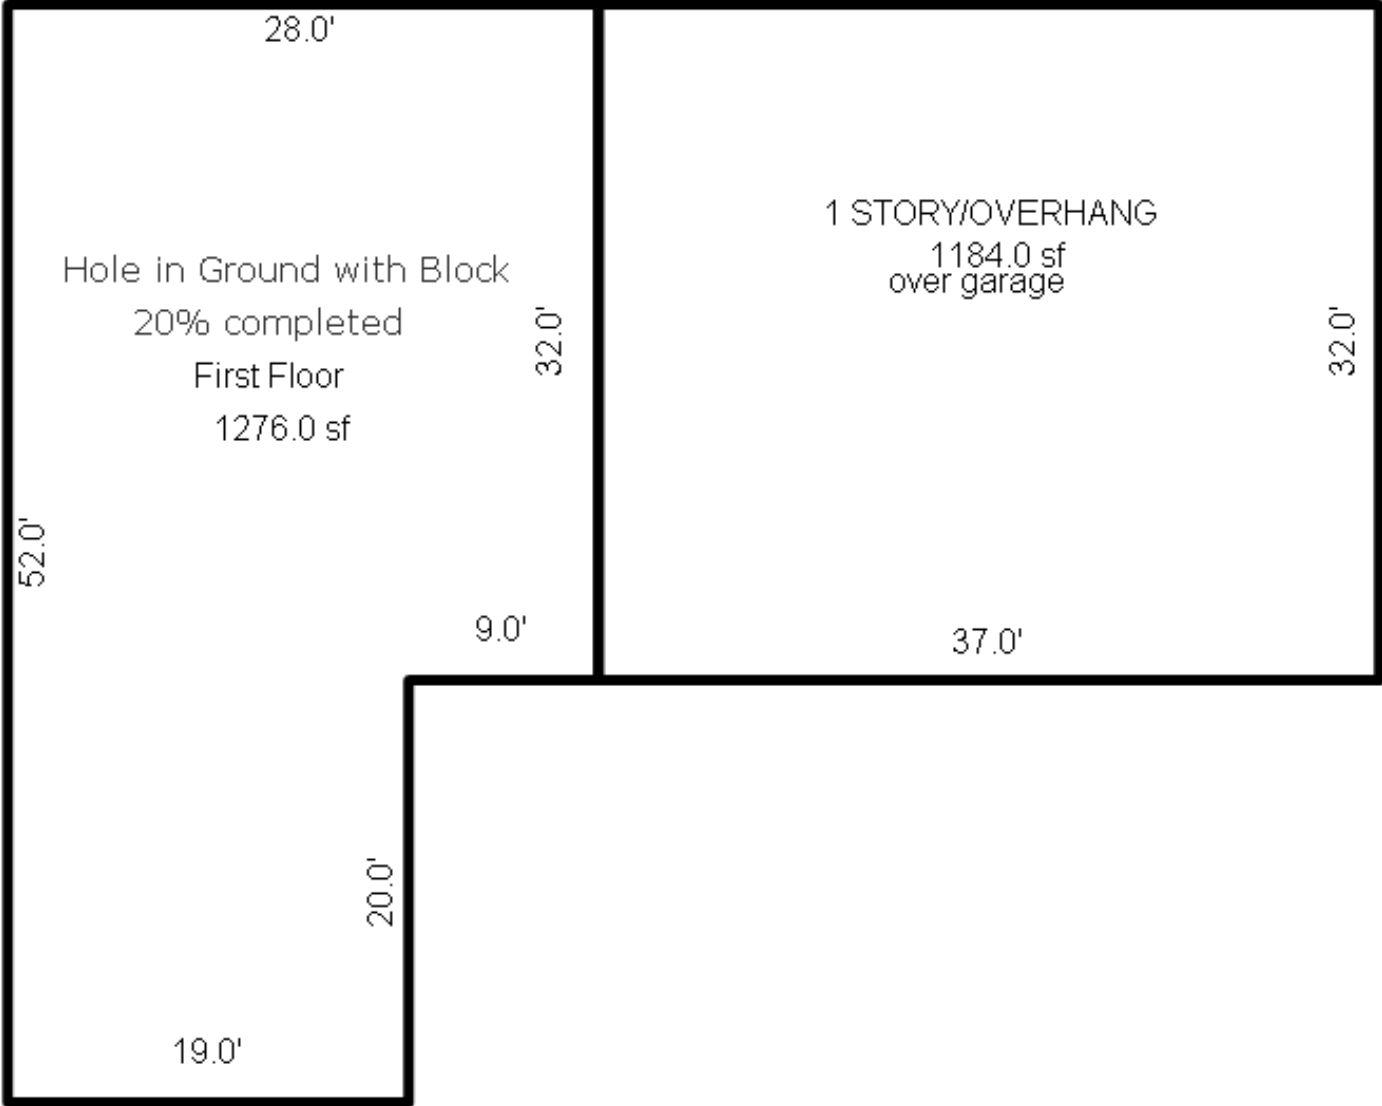 28.0'
1 STORY/OVERHANG
1184.0 sf
over garage
Hole in Ground with Block
20% completed
First Floor
1276.0 sf
32.0'
32.0'
52.0'
9.0'
37.0'
20.0'
19.0'